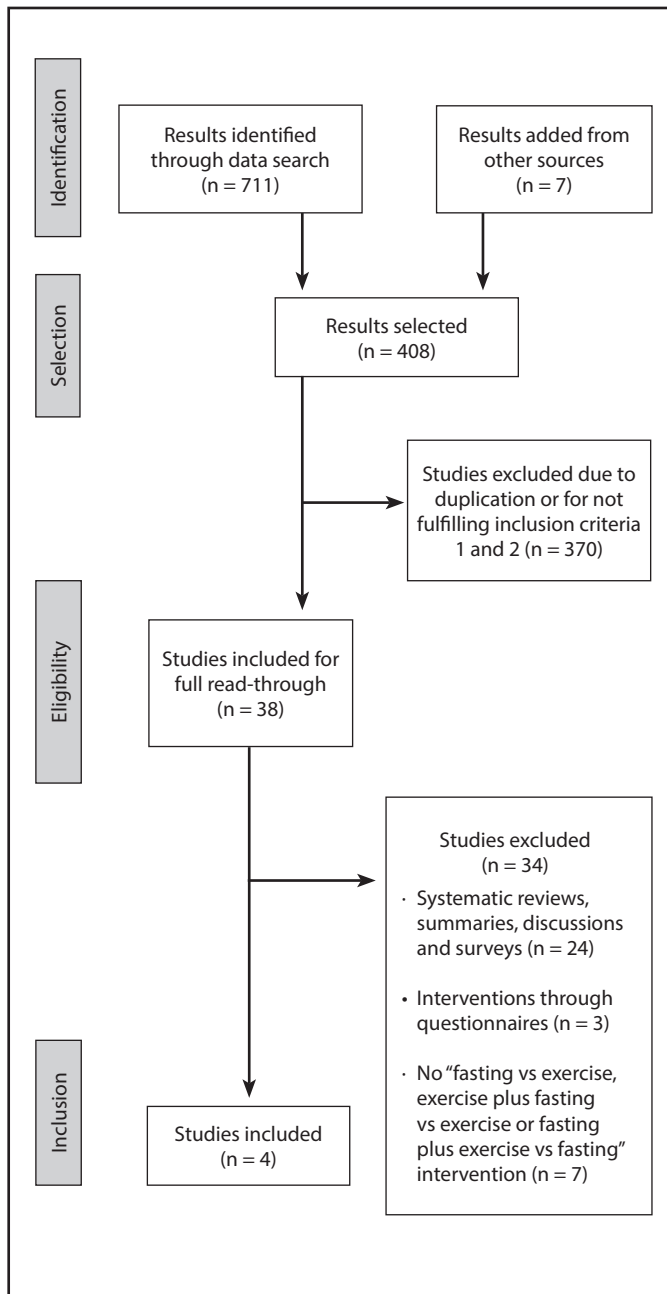 Identification
Results identified
through data search
(n = 711)
Results added from
other sources
(n = 7)
Selection
Results selected
(n = 408)
Studies excluded due to
duplication or for not
fulfilling inclusion criteria
1 and 2 (n = 370)
Eligibility
Studies included for
full read-through
(n = 38)
Studies excluded
(n = 34)
· Systematic reviews,
summaries, discussions
and surveys (n = 24)
• Interventions through
questionnaires (n = 3)
· No “fasting vs exercise,
exercise plus fasting
vs exercise or fasting
plus exercise vs fasting”
intervention (n = 7)
Inclusion
Studies included
(n = 4)